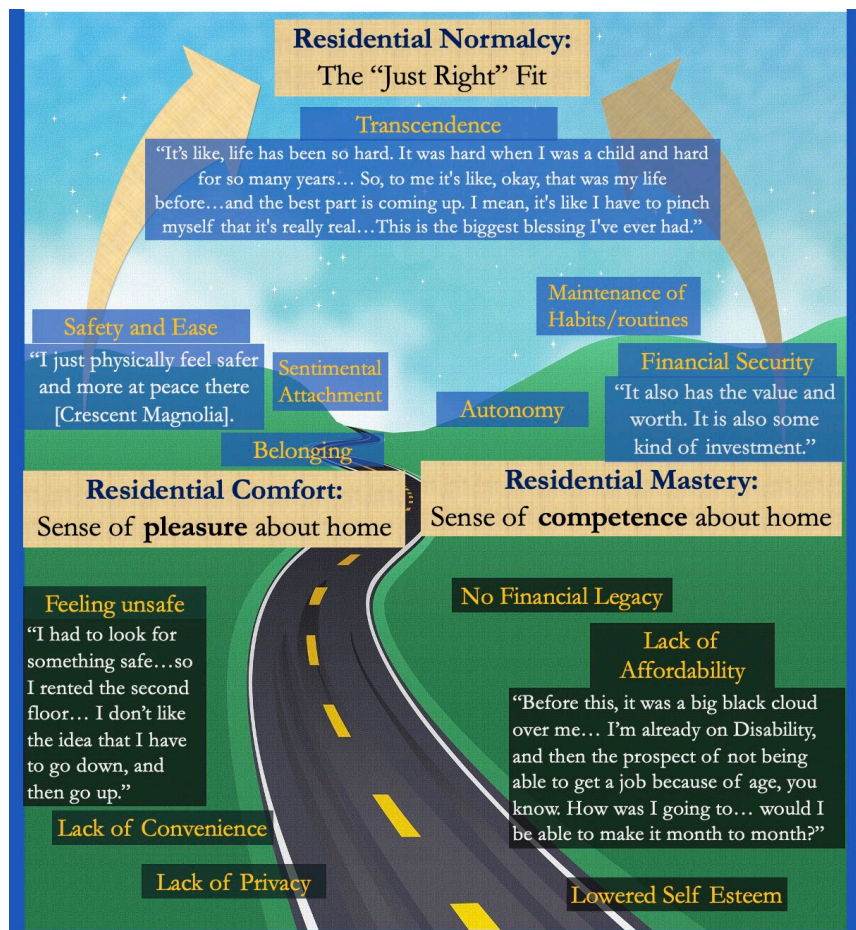 Residential Normalcy:
The “Just Right” Fit
Transcendence
“It’s like, life has been so hard. It was hard when I was a child and hard
for so many years… So, to me it's like, okay, that was my life
before…and the best part is coming up. I mean, it's like I have to pinch
myself that it's really real…This is the biggest blessing I've ever had.”
Safety and Ease
“I just physically feel safer
and more at peace there
[Crescent Magnolia].
Sentimental
Attachment
Belonging
Maintenance of
Habits/routines
Autonomy
Financial Security
“It also has the value and
worth. It is also some
kind of investment.”
Residential Comfort:
Sense of pleasure about home
Residential Mastery:
Sense of competence about home
Feeling unsafe
“I had to look for
something safe…so
I rented the second
floor… I don’t like
the idea that I have
to go down, and
then go up.”
Lack of Convenience
Lack of Privacy
No Financial Legacy
Lack of
Affordability
“Before this, it was a big black cloud
over me… I’m already on Disability,
and then the prospect of not being
able to get a job because of age, you
know. How was I going to… would I
be able to make it month to month?”
Lowered Self Esteem